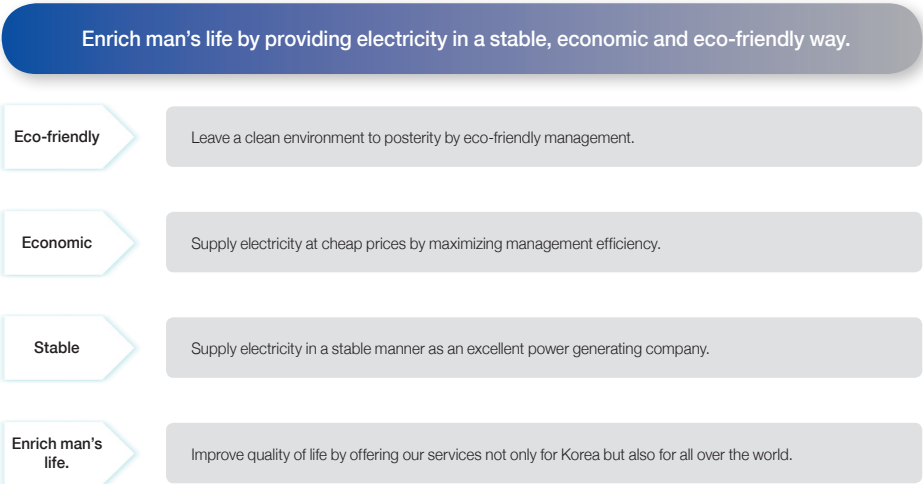 Enrich man's life by providing electricity in a stable, economic and eco-friendly way.
Eco-friendly
Leave a clean environment to posterity by eco-friendly management.
Economic
Supply electricity at cheap prices by maximizing management efficiency.
Stable
Supply electricity in a stable manner as an excellent power generating company.
Enrich man's
life.
Improve quality of life by offering our services not only for Korea but also for all over the world.